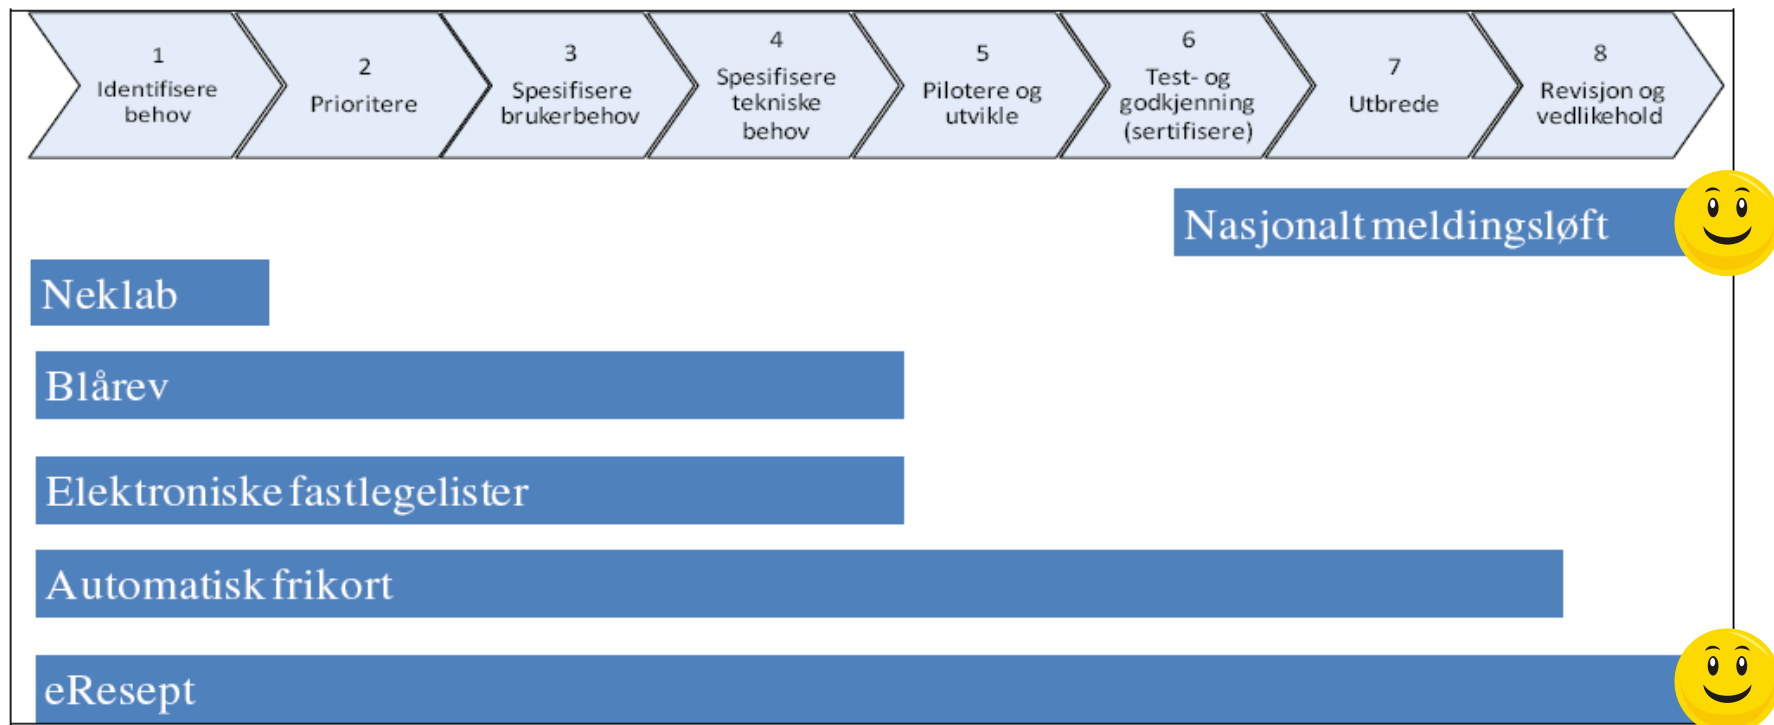 1
Identifisere
behov
2
Prioritere
3
Spesifisere
brukerbehov
4
Spesifisere
tekniske
behov
5
Pilotere og
utvikle
6
Test- og
godkjenning
(sertifisere)
7
Utbrede
8
Revisjon og
vedlikehold
Nasjonalt meldingsløft
Neklab
Blårev
Elektroniske fastlegelister
Automatisk frikort
eResept